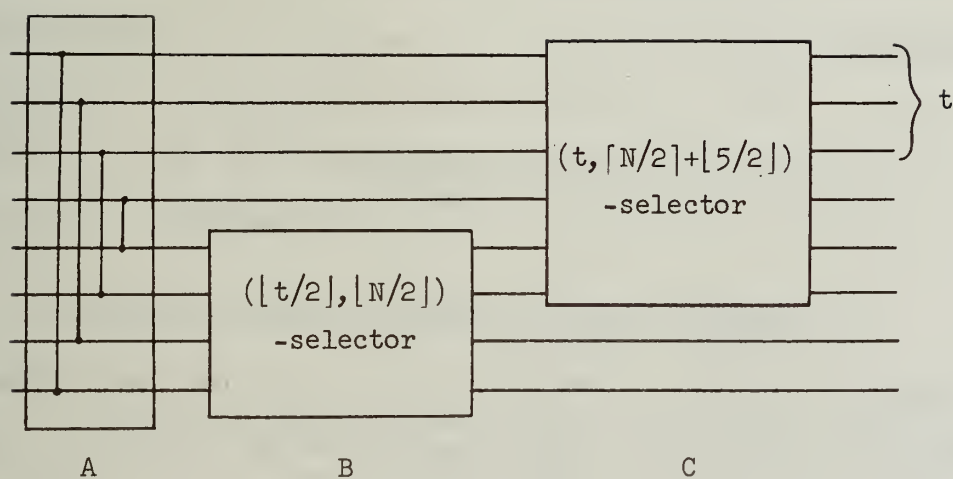 t
(t,⌈N/2⌉+⌊5/2⌋)
-selector
(⌊t/2⌋,⌊N/2⌋)
-selector
A B C